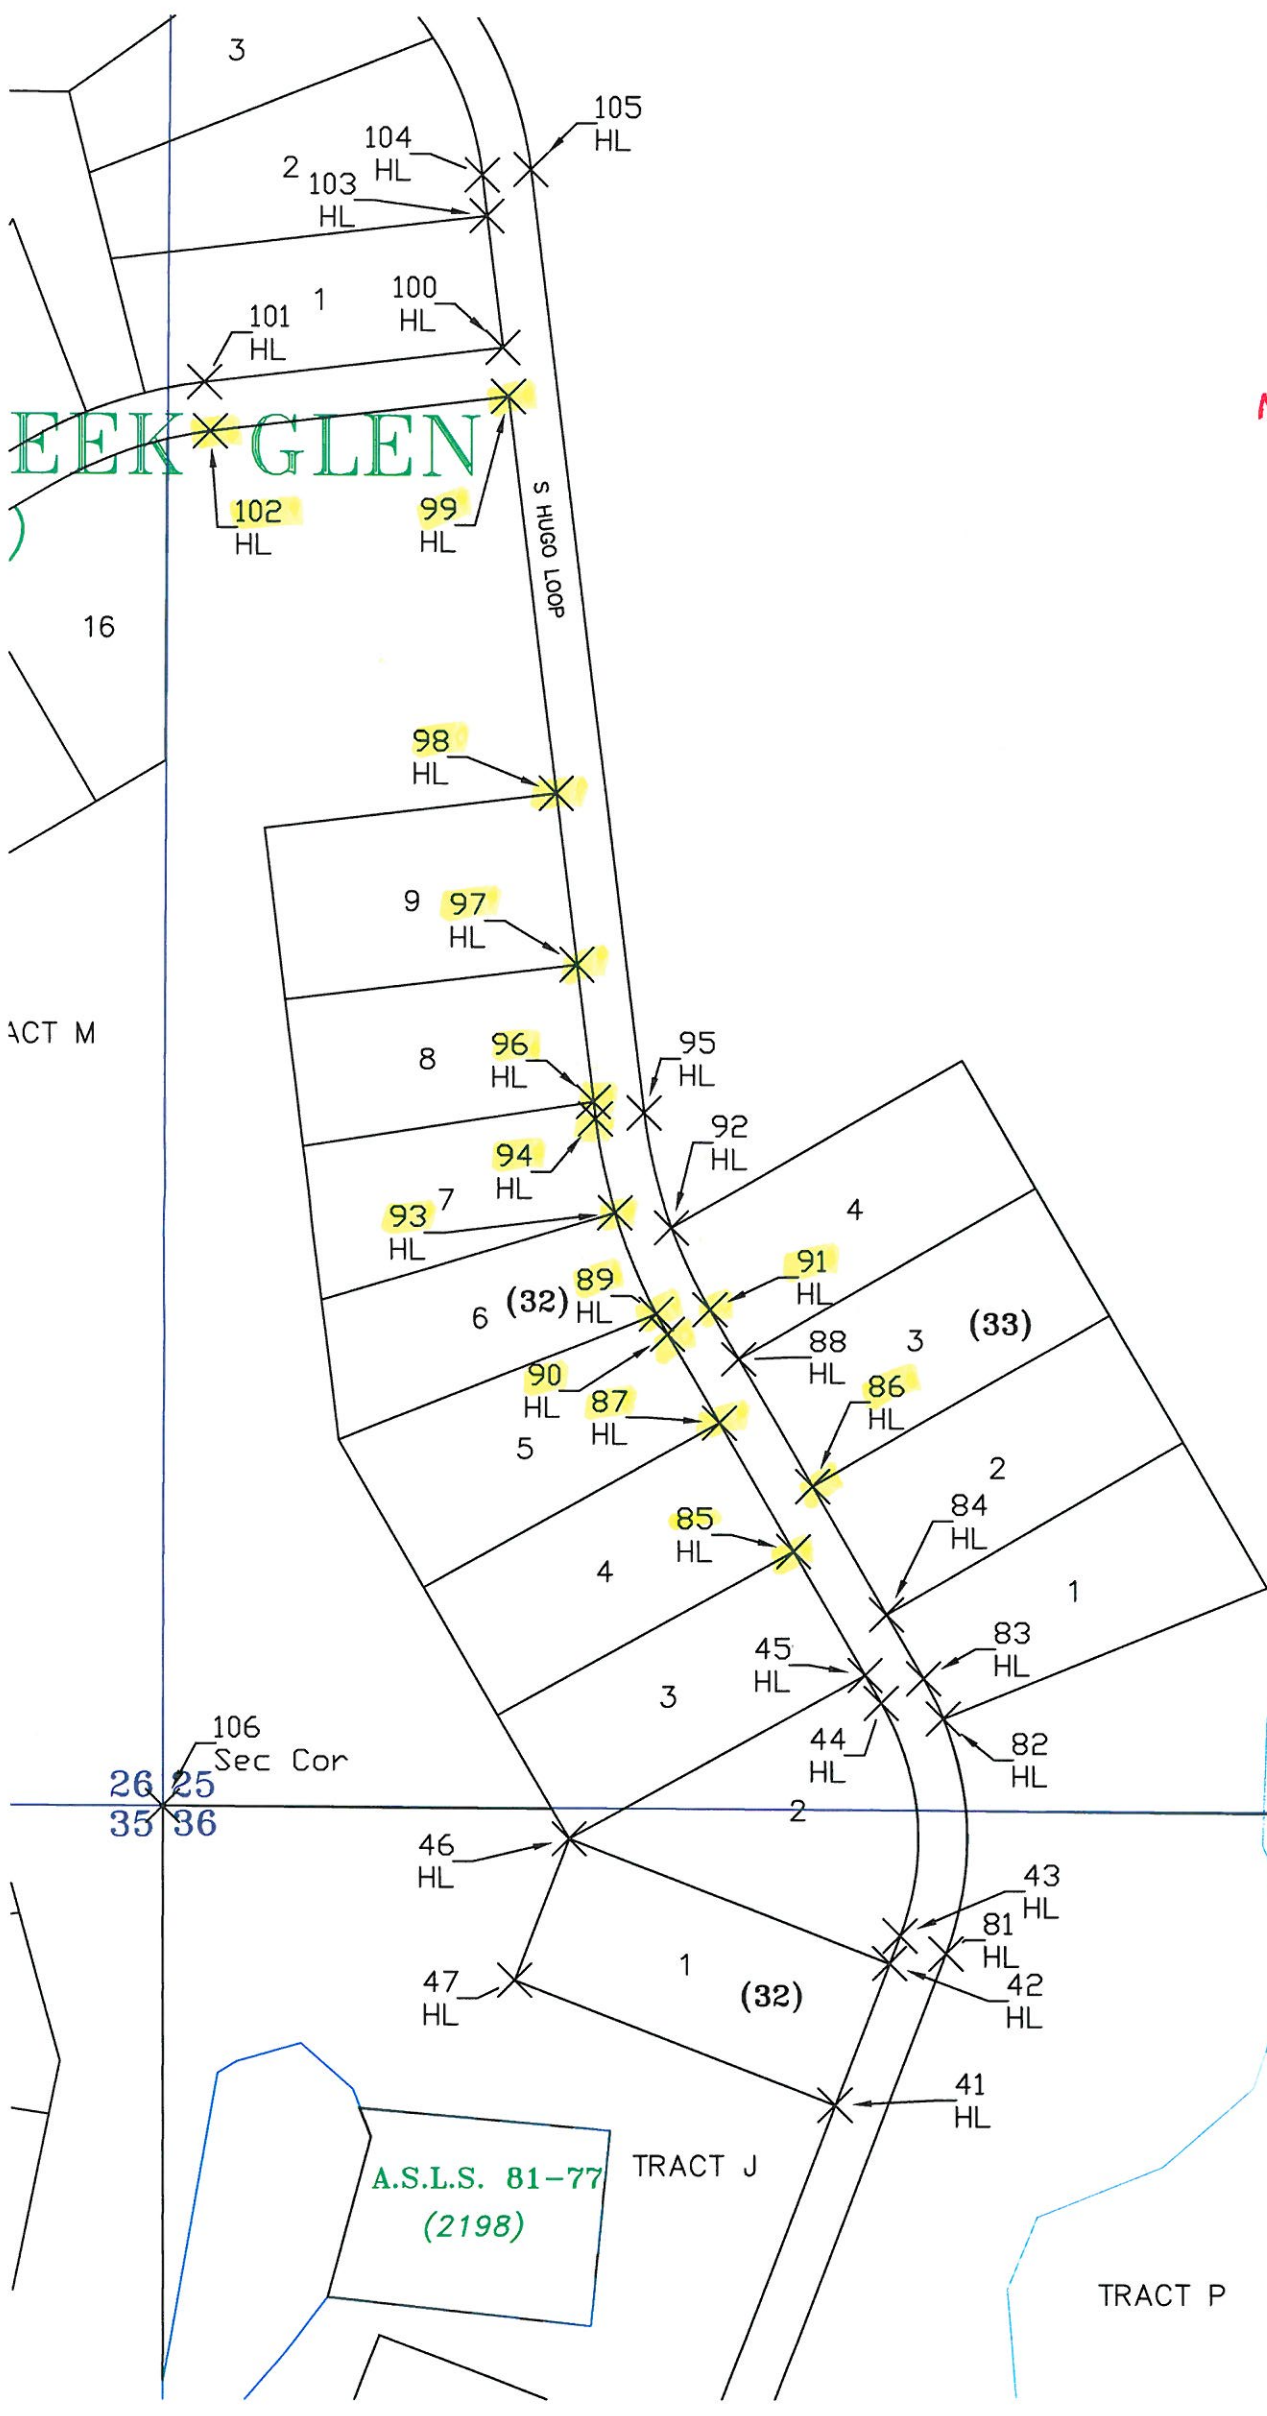 3
105
HL
104
HL
2
103
HL
100
HL
1
101
HL
EEK GLEN
)
102
HL
99
HL
S HUGO LOOP
16
98
HL
9
97
HL
ACT M
96
HL
8
95
HL
94
HL
92
HL
93
HL
7
4
91
HL
89
HL
(32)
6
3
(33)
88
HL
90
HL
87
HL
86
HL
5
2
84
HL
85
HL
4
1
83
HL
45
HL
3
44
HL
82
HL
106
Sec Cor
26 25
35 36
2
46
HL
43
HL
81
HL
1
(32)
42
HL
47
HL
41
HL
TRACT J
A.S.L.S. 81-77
(2198)
TRACT P